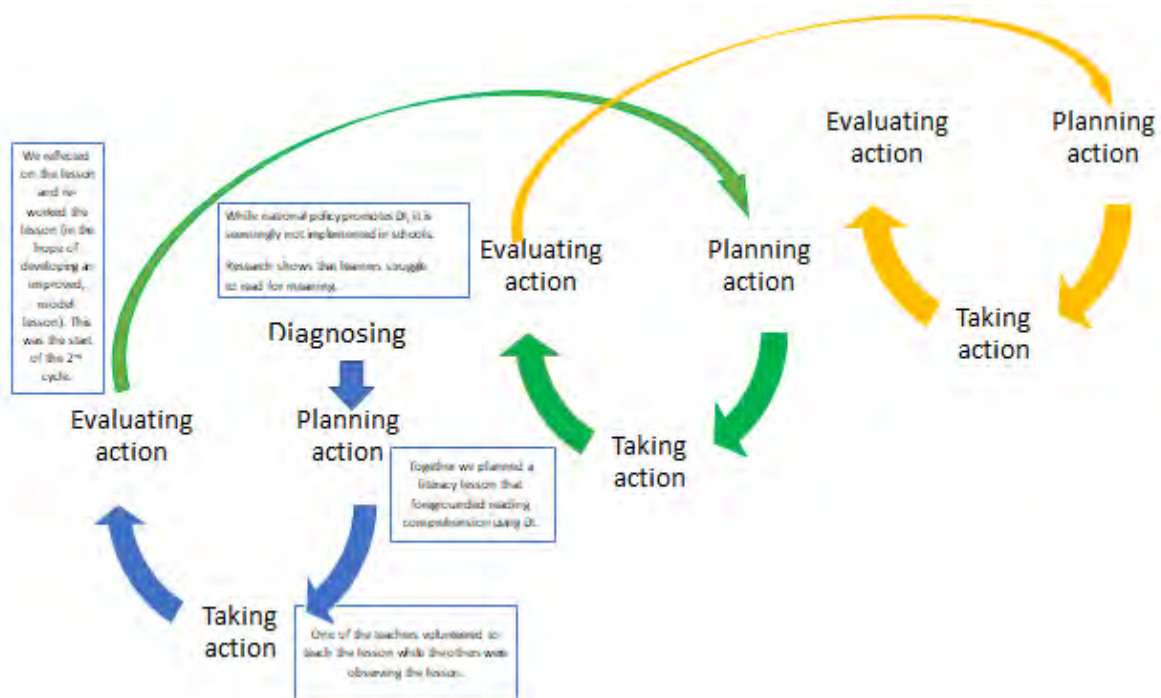 We reflected
on the lesson
and re-
worked the
lesson (in the
hope of
developing an
improved,
model
lesson). This
was the start
of the 2nd
cycle.
Evaluating
action
While national policy promotes DI, it is
seemingly not implemented in schools.
Research shows that learners struggle
to read for meaning.
Diagnosing
Planning
action
Together we planned a
literacy lesson that
foregrounded reading
comprehension using DI.
Taking
action
One of the teachers volunteered to
teach the lesson while the others were
observing the lesson.
Evaluating
action
Planning
action
Taking
action
Evaluating
action
Planning
action
Taking
action